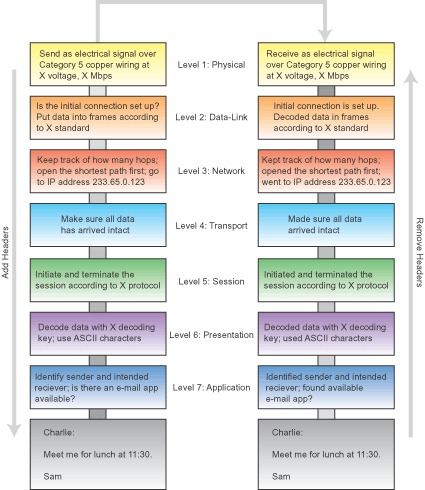 Send as electrical signal over
Category 5 copper wiring at
X voltage, X Mbps
Level 1: Physical
Receive as electrical signal
over Category 5 copper wiring
at X voltage, X Mbps
Is the initial connection set up?
Put data into frames according
to X standard
Level 2: Data-Link
Initial connection is set up.
Decoded data in frames
according to X standard
Keep track of how many hops;
open the shortest path first; go
to IP address 233.65.0.123
Level 3: Network
Kept track of how many hops;
opened the shortest path first;
went to IP address 233.65.0.123
Make sure all data
has arrived intact
Level 4: Transport
Made sure all data
arrived intact
Initiate and terminate the
session according to X protocol
Level 5: Session
Initiated and terminated the
session according to X protocol
Decode data with X decoding
key; use ASCII characters
Level 6: Presentation
Decoded data with X decoding
key; used ASCII characters
Identify sender and intended
reciever; is there an e-mail app
available?
Level 7: Application
Identified sender and intended
reciever; found available
e-mail app?
Charlie:
Meet me for lunch at 11:30.
Sam
Charlie:
Meet me for lunch at 11:30.
Sam
Add Headers
Remove Headers